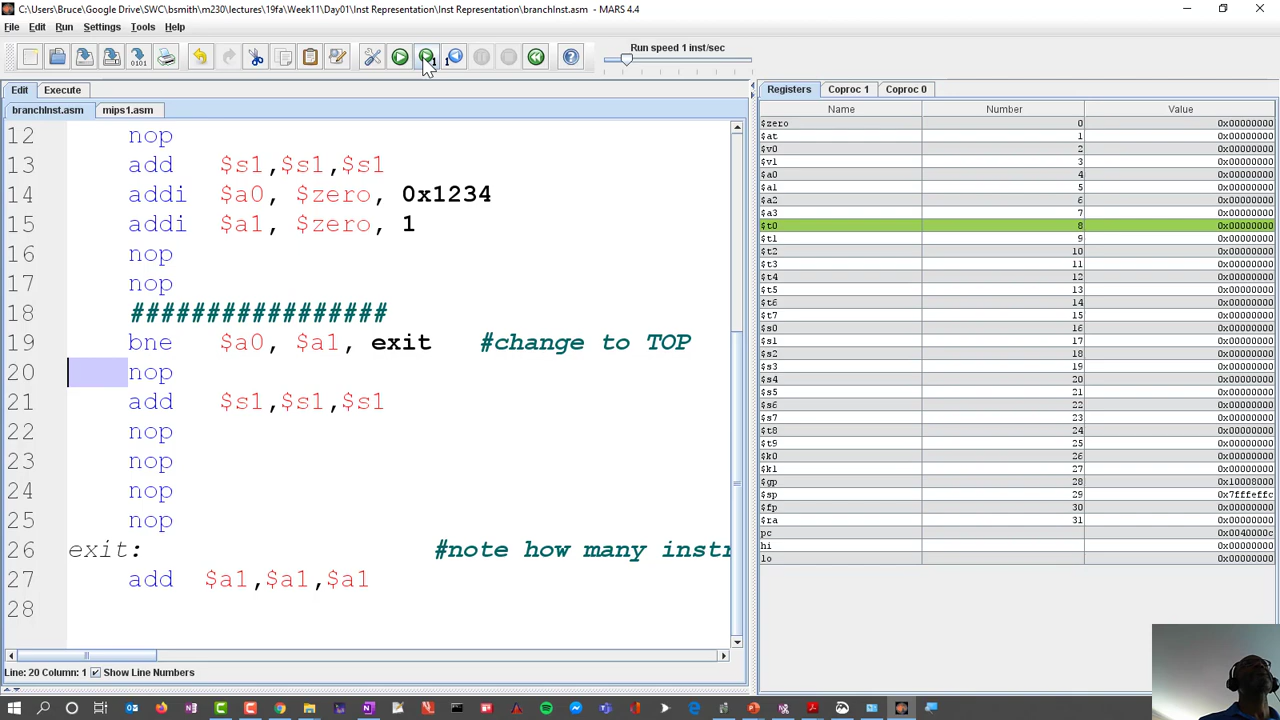 C:\Users\Bruce\Google Drive\SWC\bsmith\m230\lectures\19fa\Week11\Day01\Inst Representation\Inst Representation\branchInst.asm - MARS 4.4
File Edit Run Settings Tools Help
Run speed 1 inst/sec
Edit Execute
branchInst.asm mips1.asm
12 nop
13 add $s1,$s1,$s1
14 addi $a0, $zero, 0x1234
15 addi $a1, $zero, 1
16 nop
17 nop
18 #################
19 bne $a0, $a1, exit #change to TOP
20 nop
21 add $s1,$s1,$s1
22 nop
23 nop
24 nop
25 nop
26 exit: #note how many instr
27 add $a1,$a1,$a1
28
Line: 20 Column: 1 Show Line Numbers
Registers Coproc 1 Coproc 0
Name Number Value
$zero 0 0x00000000
$at 1 0x00000000
$v0 2 0x00000000
$v1 3 0x00000000
$a0 4 0x00000000
$a1 5 0x00000000
$a2 6 0x00000000
$a3 7 0x00000000
$t0 8 0x00000000
$t1 9 0x00000000
$t2 10 0x00000000
$t3 11 0x00000000
$t4 12 0x00000000
$t5 13 0x00000000
$t6 14 0x00000000
$t7 15 0x00000000
$s0 16 0x00000000
$s1 17 0x00000000
$s2 18 0x00000000
$s3 19 0x00000000
$s4 20 0x00000000
$s5 21 0x00000000
$s6 22 0x00000000
$s7 23 0x00000000
$t8 24 0x00000000
$t9 25 0x00000000
$k0 26 0x00000000
$k1 27 0x00000000
$gp 28 0x10008000
$sp 29 0x7fffeffc
$fp 30 0x00000000
$ra 31 0x00000000
pc 0x0040000c
hi 0x00000000
lo 0x00000000